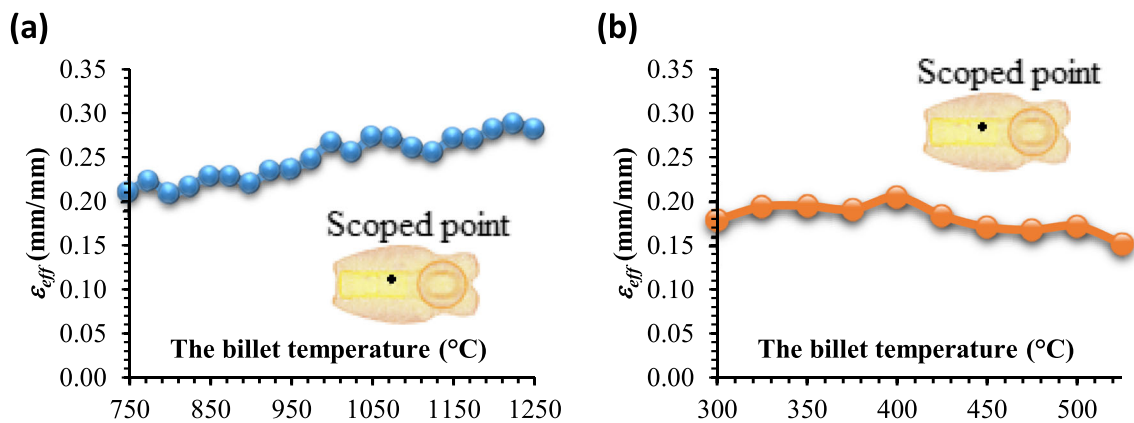 (a)
0.35
0.30
0.25
0.20
0.15
0.10
0.05
0.00
εeff (mm/mm)
Scoped point
The billet temperature (°C)
750 850 950 1050 1150 1250
(b)
0.35
0.30
0.25
0.20
0.15
0.10
0.05
0.00
εeff (mm/mm)
Scoped point
The billet temperature (°C)
300 350 400 450 500